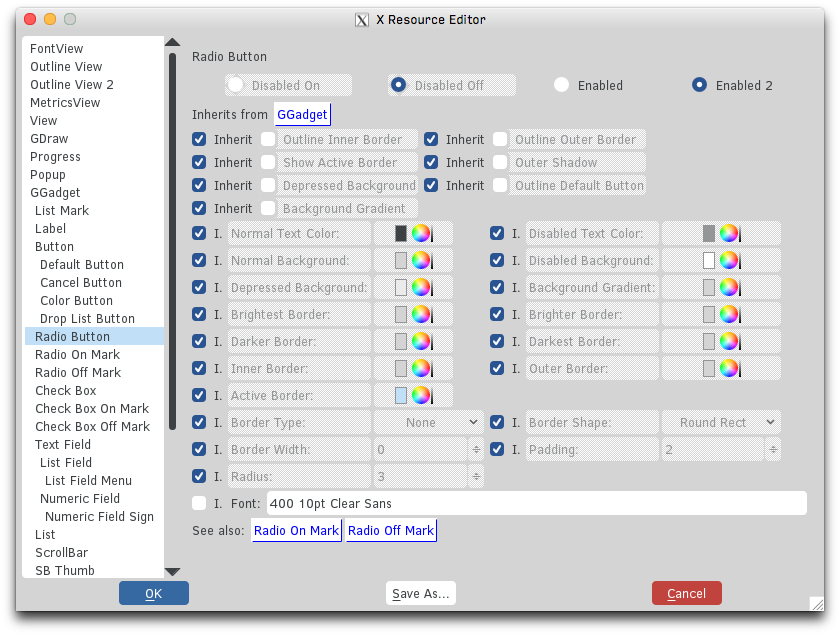 X Resource Editor
FontView
Outline View
Outline View 2
MetricsView
View
GDraw
Progress
Popup
GGadget
List Mark
Label
Button
Default Button
Cancel Button
Color Button
Drop List Button
Radio Button
Radio On Mark
Radio Off Mark
Check Box
Check Box On Mark
Check Box Off Mark
Text Field
List Field
List Field Menu
Numeric Field
Numeric Field Sign
List
ScrollBar
SB Thumb
Radio Button
Disabled On Disabled Off Enabled Enabled 2
Inherits from GGadget
Inherit Outline Inner Border Inherit Outline Outer Border
Inherit Show Active Border Inherit Outer Shadow
Inherit Depressed Background Inherit Outline Default Button
Inherit Background Gradient
I. Normal Text Color: I. Disabled Text Color:
I. Normal Background: I. Disabled Background:
I. Depressed Background: I. Background Gradient:
I. Brightest Border: I. Brighter Border:
I. Darker Border: I. Darkest Border:
I. Inner Border: I. Outer Border:
I. Active Border:
I. Border Type: None I. Border Shape: Round Rect
I. Border Width: 0 I. Padding: 2
I. Radius: 3
I. Font: 400 10pt Clear Sans
See also: Radio On Mark Radio Off Mark
OK Save As... Cancel